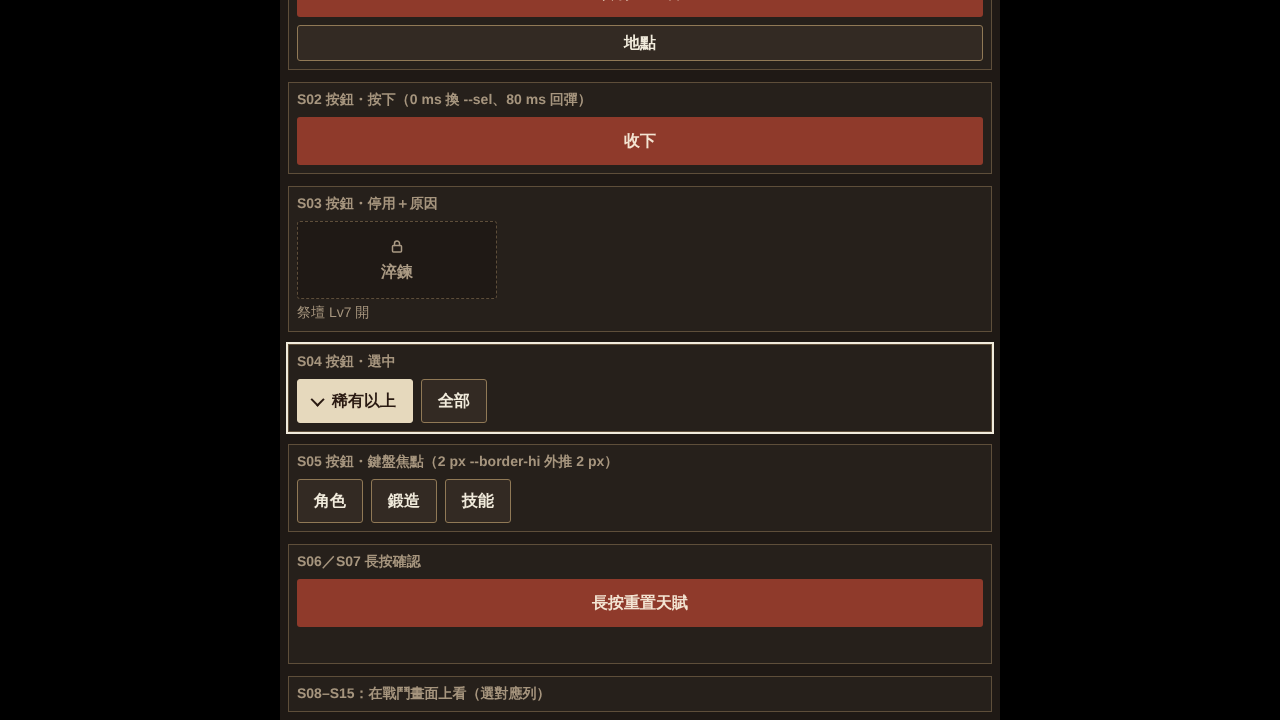 地點
S02 按鈕・按下（0 ms 換 --sel、80 ms 回彈）
收下
S03 按鈕・停用＋原因
淬鍊
祭壇 Lv7 開
S04 按鈕・選中
稀有以上
全部
S05 按鈕・鍵盤焦點（2 px --border-hi 外推 2 px）
角色
鍛造
技能
S06／S07 長按確認
長按重置天賦
S08–S15：在戰鬥畫面上看（選對應列）